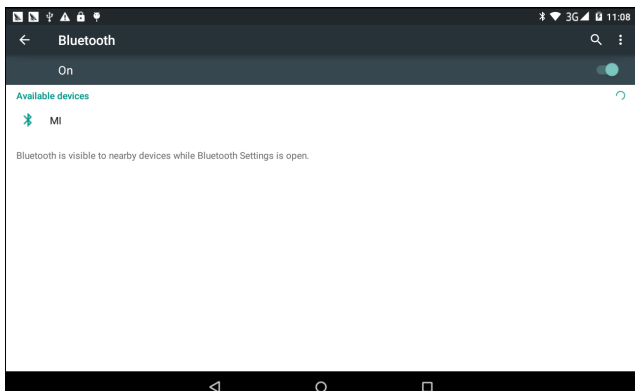 3G 11:08
Bluetooth
On
Available devices
MI
Bluetooth is visible to nearby devices while Bluetooth Settings is open.